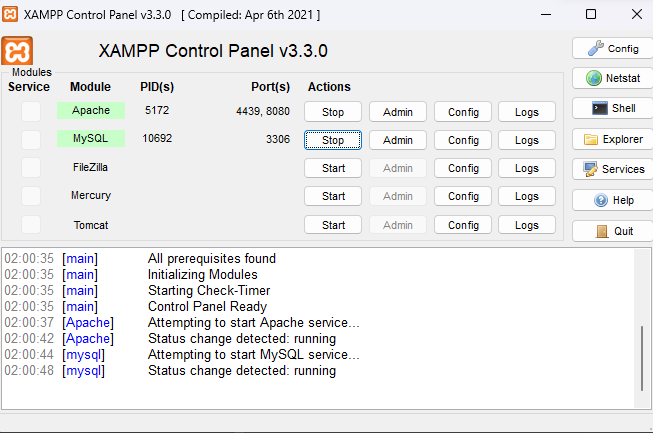 XAMPP Control Panel v3.3.0 [ Compiled: Apr 6th 2021 ]
XAMPP Control Panel v3.3.0
Config
Modules
Service Module PID(s) Port(s) Actions
Netstat
Apache 5172 4439, 8080 Stop Admin Config Logs
Shell
MySQL 10692 3306 Stop Admin Config Logs
Explorer
FileZilla Start Admin Config Logs
Services
Mercury Start Admin Config Logs
Help
Tomcat Start Admin Config Logs
Quit
02:00:35 [main] All prerequisites found
02:00:35 [main] Initializing Modules
02:00:35 [main] Starting Check-Timer
02:00:35 [main] Control Panel Ready
02:00:37 [Apache] Attempting to start Apache service...
02:00:42 [Apache] Status change detected: running
02:00:44 [mysql] Attempting to start MySQL service...
02:00:48 [mysql] Status change detected: running